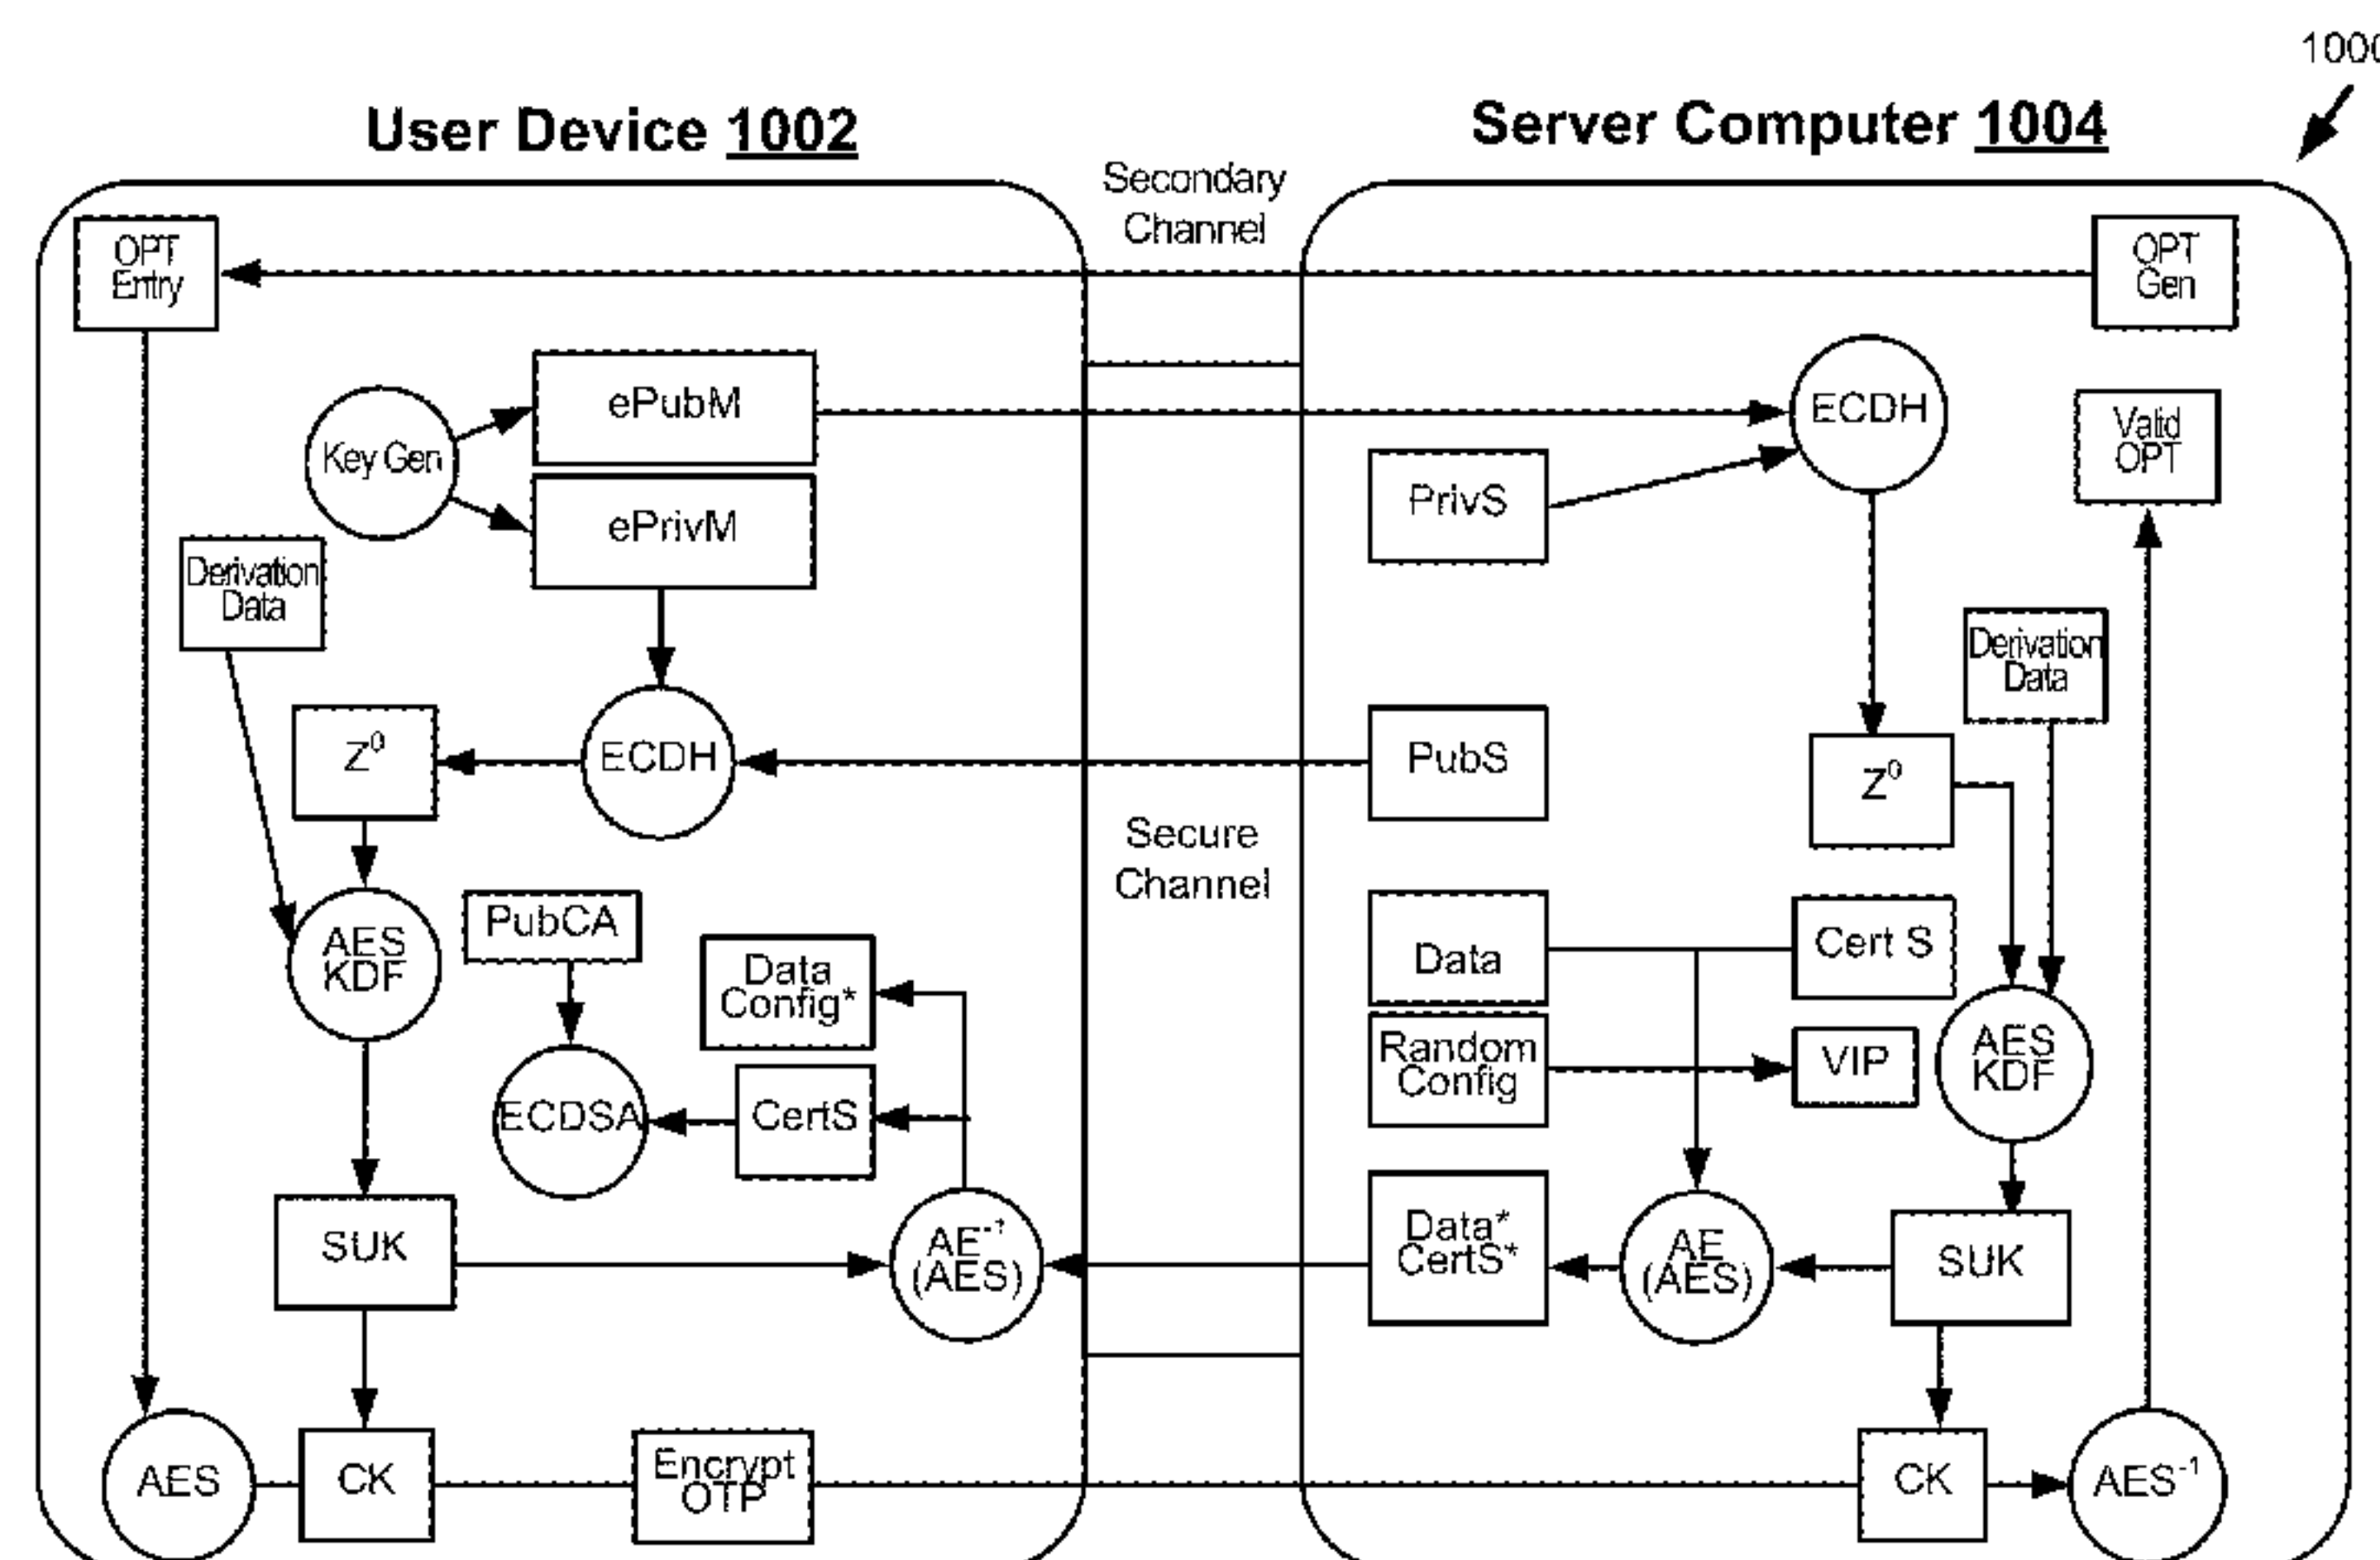 1000
User Device 1002
Server Computer 1004
Secondary
Channel
OPT
Entry
OPT
Gen
ePubM
Key Gen
ePrivM
ECDH
PrivS
Valid
OPT
Derivation
Data
Derivation
Data
Z⁰
ECDH
PubS
Z⁰
Secure
Channel
AES
KDF
PubCA
Data
Config*
Data
Cert S
Random
Config
VIP
AES
KDF
ECDSA
CertS
SUK
AE⁻¹
(AES)
Data*
CertS*
AE
(AES)
SUK
AES
CK
Encrypt
OTP
CK
AES⁻¹